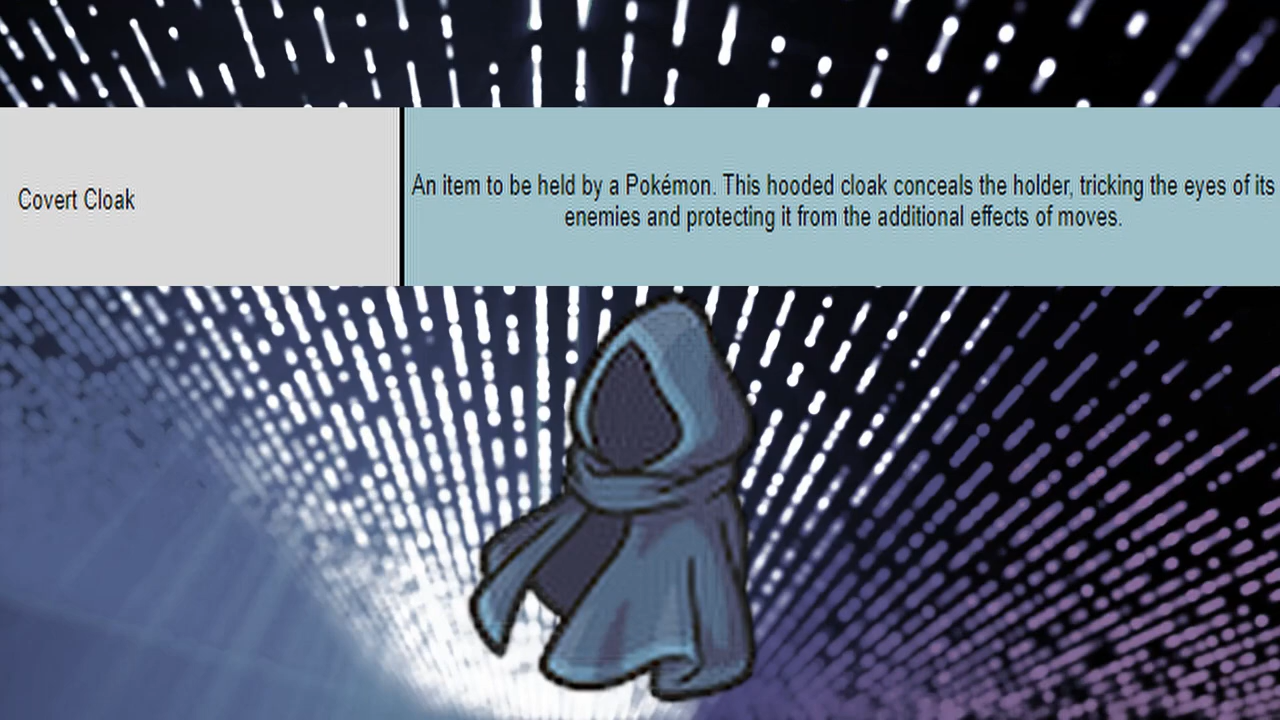 Covert Cloak
An item to be held by a Pokémon. This hooded cloak conceals the holder, tricking the eyes of its
enemies and protecting it from the additional effects of moves.